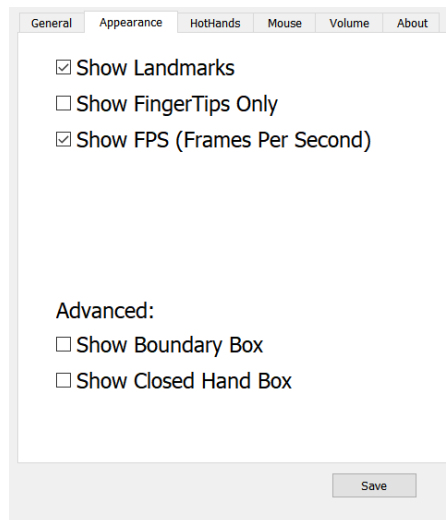 General Appearance HotHands Mouse Volume About
Show Landmarks
Show FingerTips Only
Show FPS (Frames Per Second)
Advanced:
Show Boundary Box
Show Closed Hand Box
Save